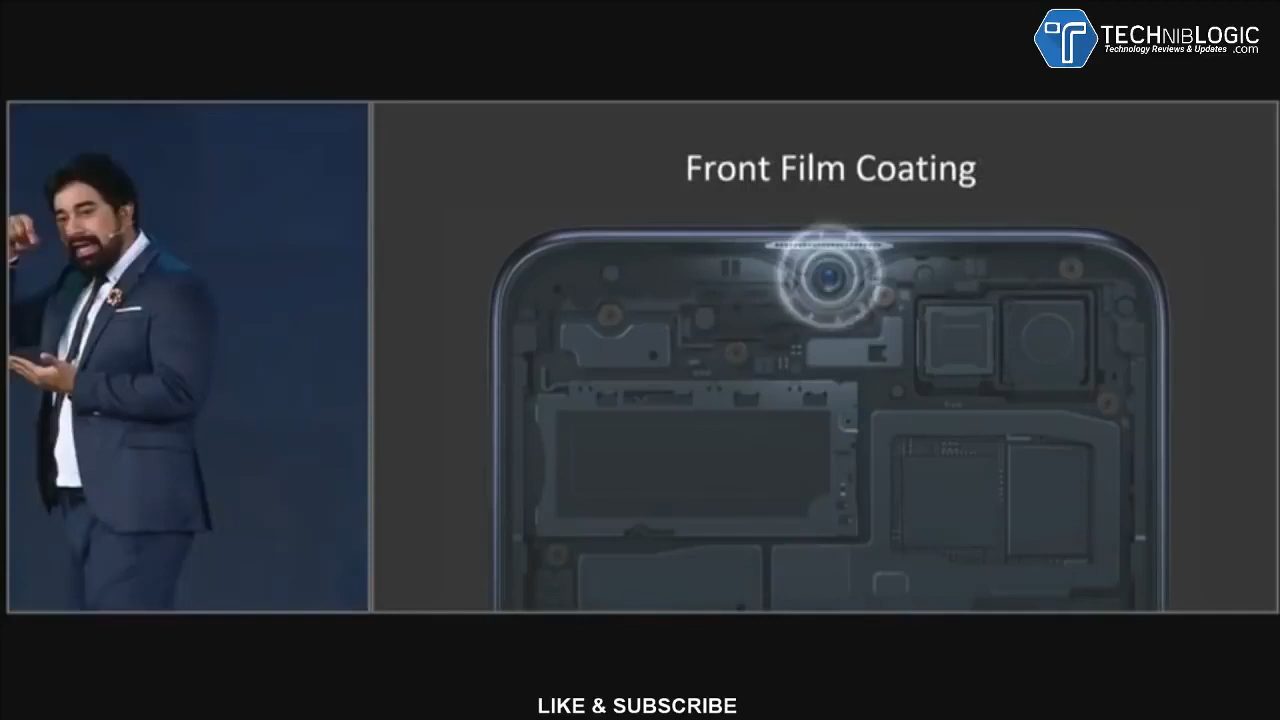 TECHNIBLOGIC
Technology Reviews & Updates .com
Front Film Coating
LIKE & SUBSCRIBE